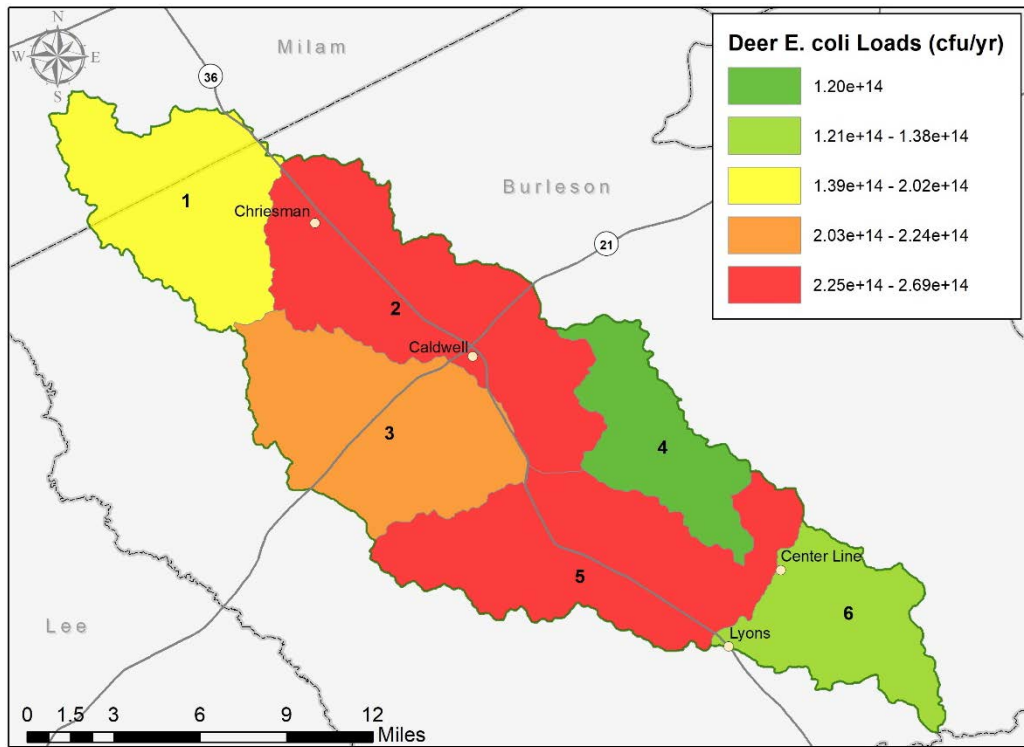 Milam
N
W E
S
36
Deer E. coli Loads (cfu/yr)
1.20e+14
1.21e+14 - 1.38e+14
1.39e+14 - 2.02e+14
2.03e+14 - 2.24e+14
2.25e+14 - 2.69e+14
Burleson
1
Chriesman
21
2
Caldwell
3
4
Center Line
5
6
Lee
Lyons
0 1.5 3 6 9 12
Miles